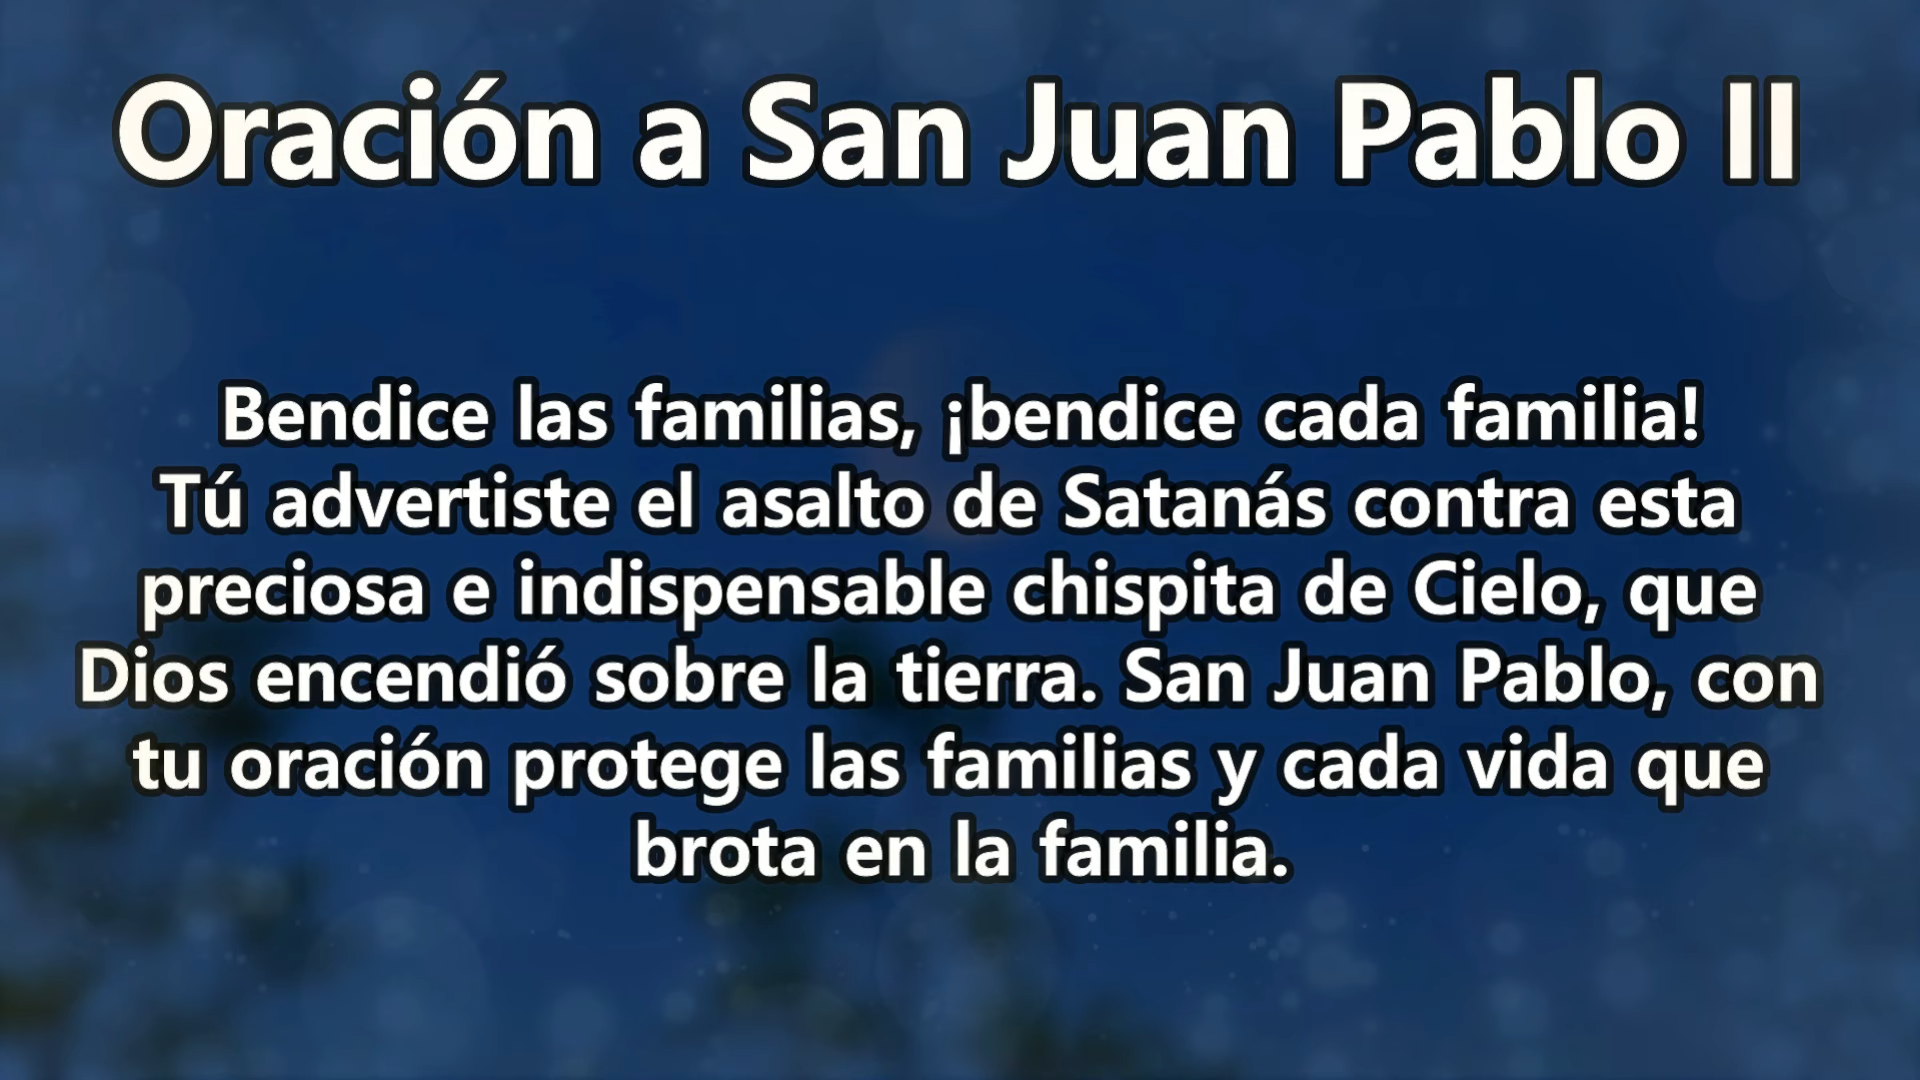 Oración a San Juan Pablo II
Bendice las familias, ¡bendice cada familia!
Tú advertiste el asalto de Satanás contra esta
preciosa e indispensable chispita de Cielo, que
Dios encendió sobre la tierra. San Juan Pablo, con
tu oración protege las familias y cada vida que
brota en la familia.